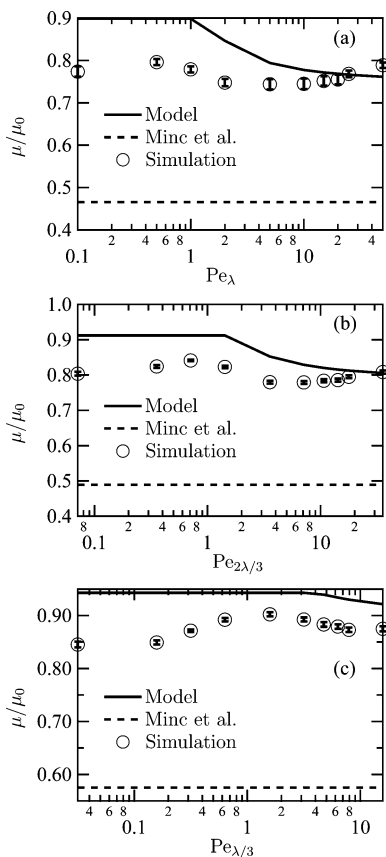 0.9
(a)
0.8
0.7
μ/μ₀
Model
0.6
Minc et al.
Simulation
0.5
0.4
2 4 6 8 2 4 6 8 2 4
0.1 1 10
Pe_λ
1.0
(b)
0.9
0.8
0.7
μ/μ₀
Model
Minc et al.
0.6
Simulation
0.5
0.4
8 2 4 6 8 2 4 6 8 2
0.1 1 10
Pe_{2λ/3}
0.90
0.80
(c)
μ/μ₀
Model
0.70
Minc et al.
Simulation
0.60
4 6 8 2 4 6 8 2 4 6 8
0.1 1 10
Pe_{λ/3}